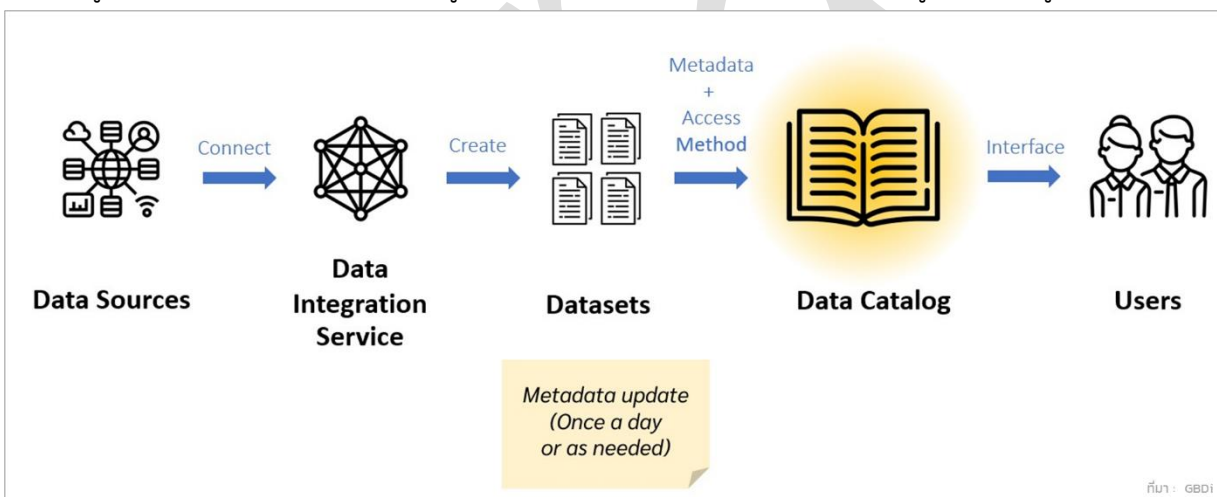 Metadata
+
Access
Method
Connect
Create
Interface
Data Sources
Data
Integration
Service
Datasets
Data Catalog
Users
Metadata update
(Once a day
or as needed)
ที่มา : GBDi